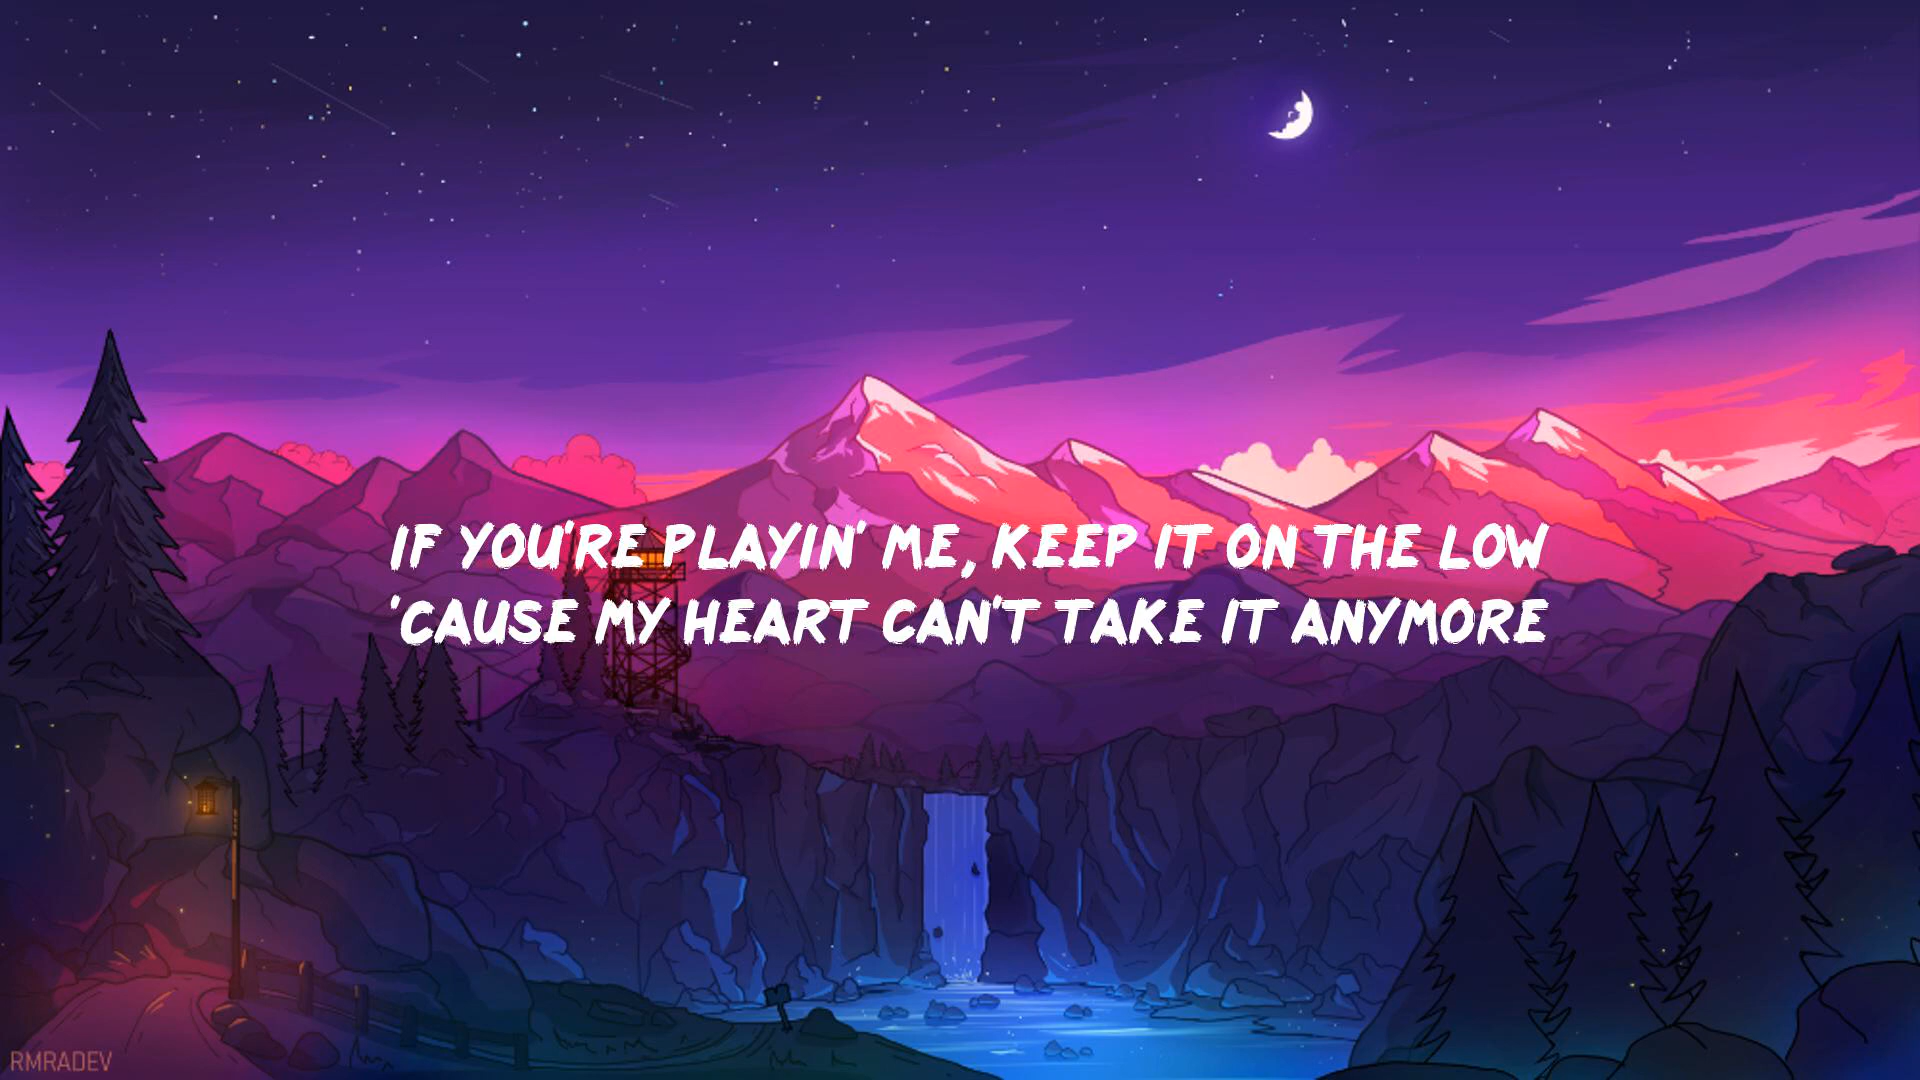 IF YOU'RE PLAYIN' ME, KEEP IT ON THE LOW
'CAUSE MY HEART CAN'T TAKE IT ANYMORE
RMRADEV